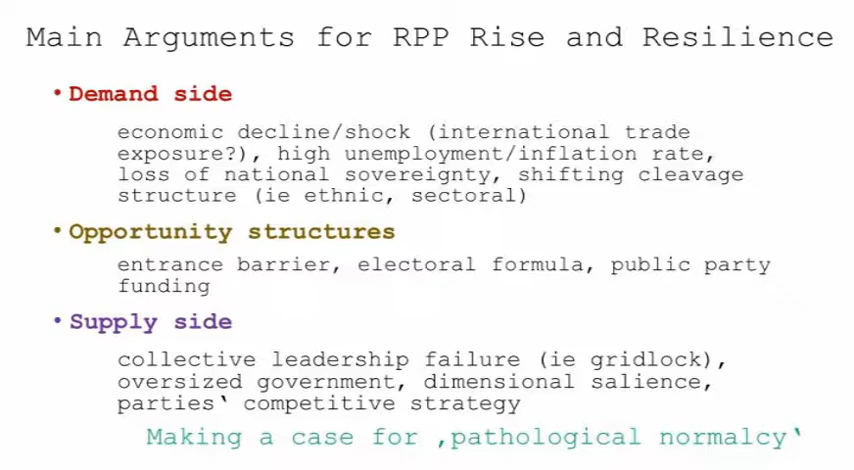 Main Arguments for RPP Rise and Resilience
• Demand side
economic decline/shock (international trade
exposure?), high unemployment/inflation rate,
loss of national sovereignty, shifting cleavage
structure (ie ethnic, sectoral)
• Opportunity structures
entrance barrier, electoral formula, public party
funding
• Supply side
collective leadership failure (ie gridlock),
oversized government, dimensional salience,
parties‘ competitive strategy
Making a case for ‚pathological normalcy‘